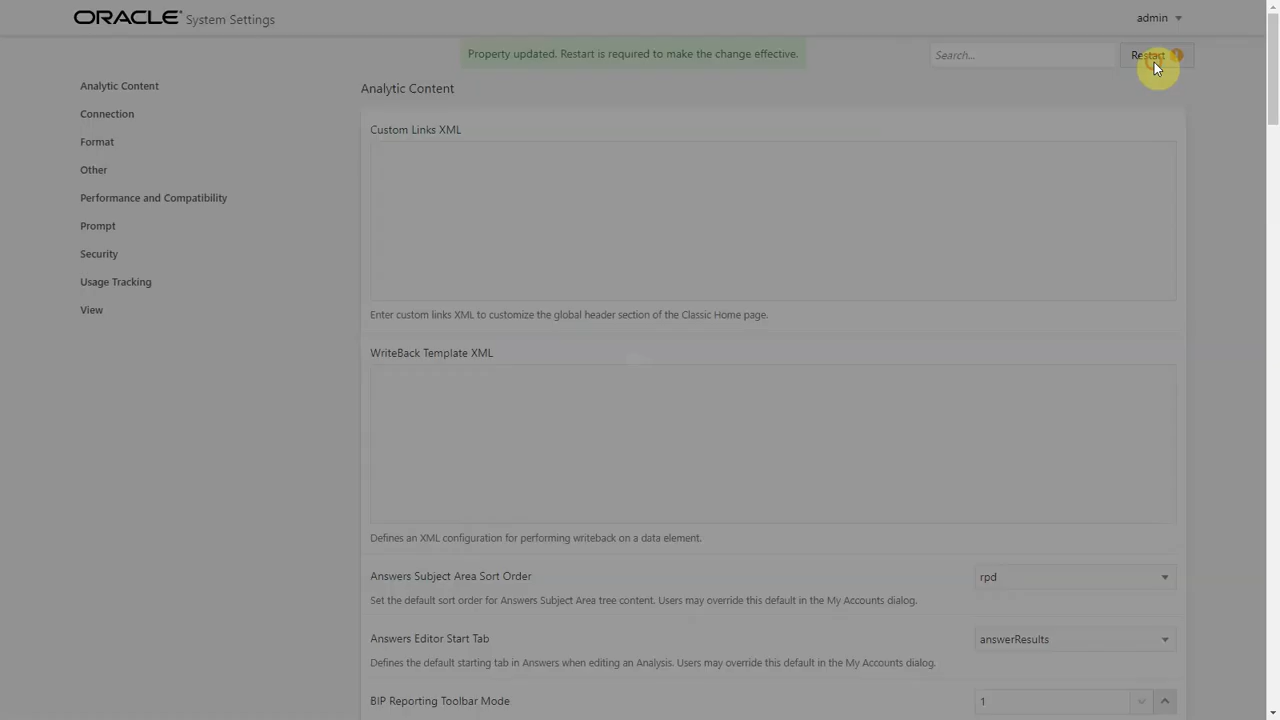 ORACLE System Settings
admin
Property updated. Restart is required to make the change effective.
Search...
Restart
Analytic Content
Connection
Format
Other
Performance and Compatibility
Prompt
Security
Usage Tracking
View
Analytic Content
Custom Links XML
Enter custom links XML to customize the global header section of the Classic Home page.
WriteBack Template XML
Defines an XML configuration for performing writeback on a data element.
Answers Subject Area Sort Order
rpd
Set the default sort order for Answers Subject Area tree content. Users may override this default in the My Accounts dialog.
Answers Editor Start Tab
answerResults
Defines the default starting tab in Answers when editing an Analysis. Users may override this default in the My Accounts dialog.
BIP Reporting Toolbar Mode
1